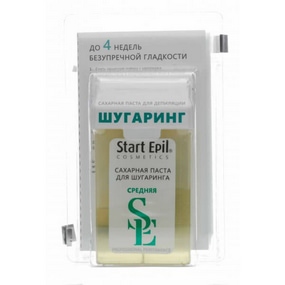 ДО 4 НЕДЕЛЬ
БЕЗУПРЕЧНОЙ ГЛАДКОСТИ
САХАРНАЯ ПАСТА ДЛЯ ДЕПИЛЯЦИИ
ШУГАРИНГ
Start Epil®
COSMETICS
САХАРНАЯ ПАСТА
ДЛЯ ШУГАРИНГА
СРЕДНЯЯ
SE